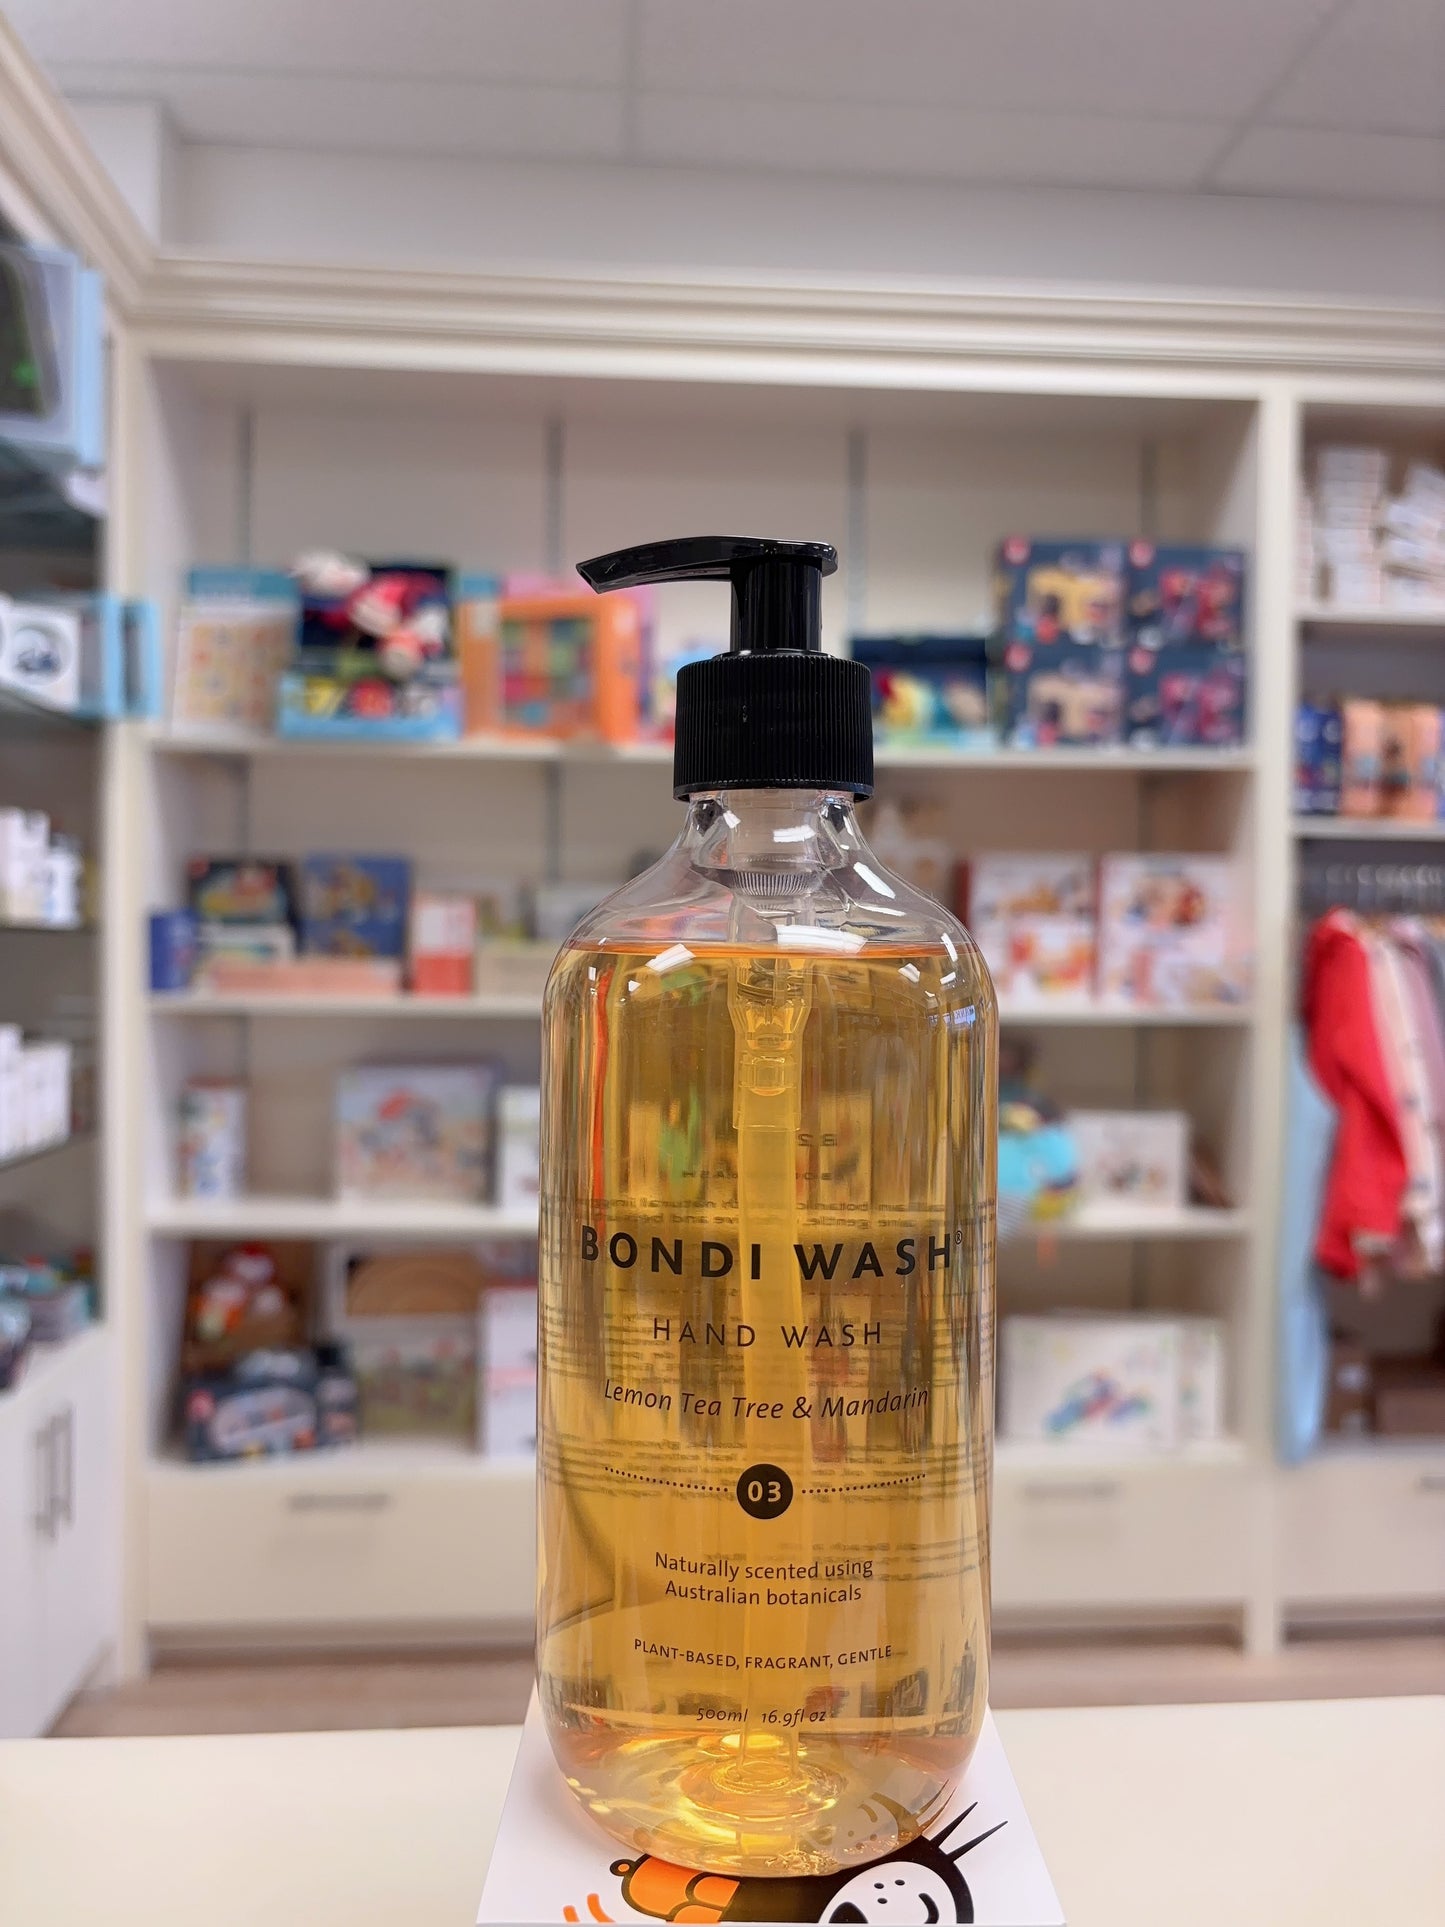 BONDI WASH®
HAND WASH
Lemon Tea Tree & Mandarin
03
Naturally scented using
Australian botanicals
PLANT-BASED, FRAGRANT, GENTLE
500ml 16.9fl oz